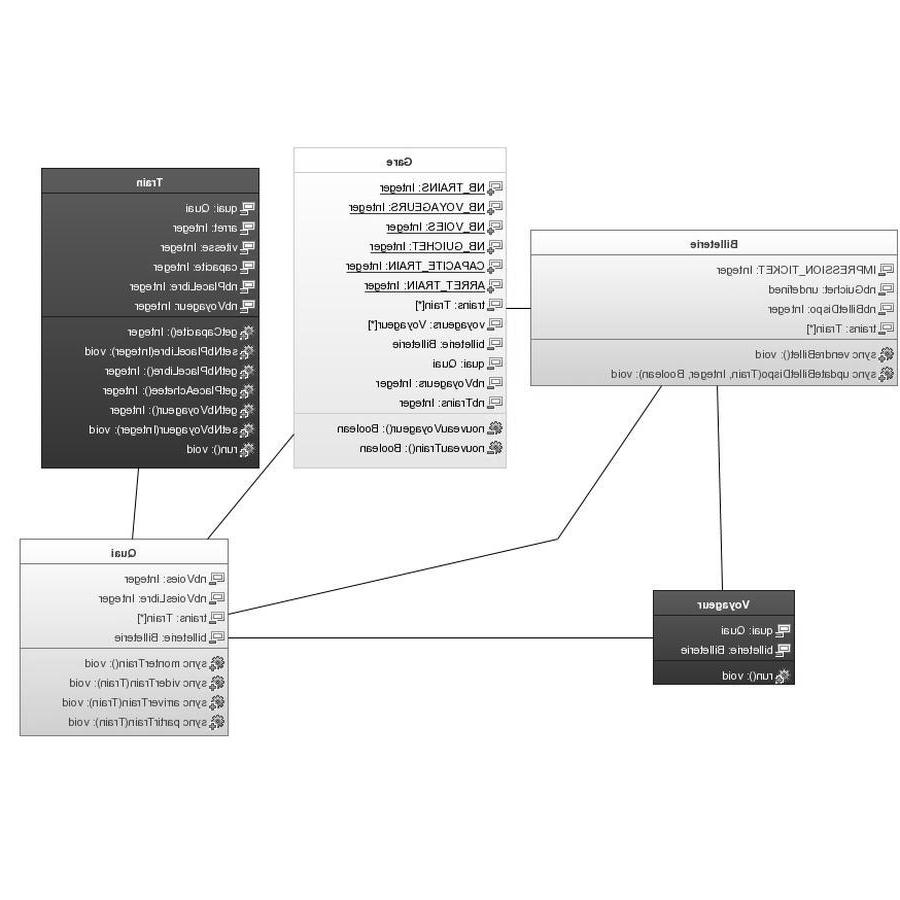 Train
quai: Quai
arret: Integer
vitesse: Integer
capacite: Integer
nbPlaceLibre: Integer
nbVoyageur Integer
getCapacite(): Integer
setNbPlaceLibre(Integer): void
getNbPlaceLibre(): Integer
getPlaceAchetee(): Integer
getNbVoyageur(): Integer
setNbVoyageur(Integer): void
run(): void
Gare
NB_TRAINS: Integer
NB_VOYAGEURS: Integer
NB_VOIES: Integer
NB_GUICHET: Integer
CAPACITE_TRAIN: Integer
ARRET_TRAIN: Integer
trains: Train[*]
voyageurs: Voyageur[*]
billeterie: Billeterie
quai: Quai
nbVoyageurs: Integer
nbTrains: Integer
nouveauVoyageur(): Boolean
nouveauTrain(): Boolean
Billeterie
IMPRESSION_TICKET: Integer
nbGuichet: undefined
nbBilletDispo: Integer
trains: Train[*]
sync vendreBillet(): void
sync updateBilletDispo(Train, Integer, Boolean): void
Quai
nbVoies: Integer
nbVoiesLibre: Integer
trans: Train[*]
billeterie: Billeterie
sync monterTrain(): void
sync viderTrain(Train): void
sync arriverTrain(Train): void
sync partirTrain(Train): void
Voyageur
quai: Quai
billeterie: Billeterie
run(): void